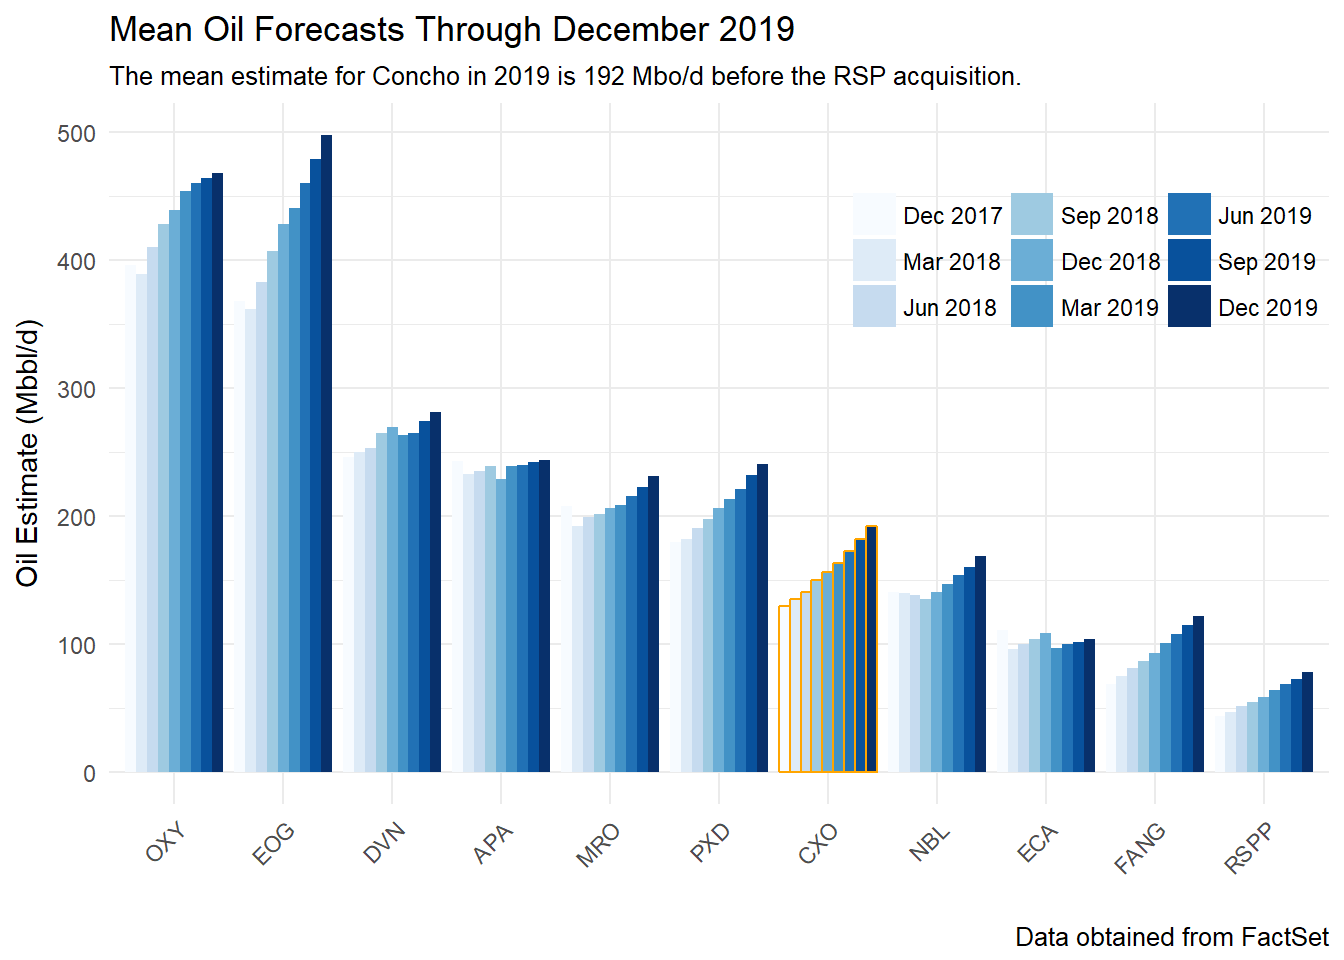 Mean Oil Forecasts Through December 2019
The mean estimate for Concho in 2019 is 192 Mbo/d before the RSP acquisition.
Oil Estimate (Mbbl/d)
500
400
300
200
100
0
Dec 2017
Mar 2018
Jun 2018
Sep 2018
Dec 2018
Mar 2019
Jun 2019
Sep 2019
Dec 2019
OXY
EOG
DVN
APA
MRO
PXD
CXO
NBL
ECA
FANG
RSPP
Data obtained from FactSet